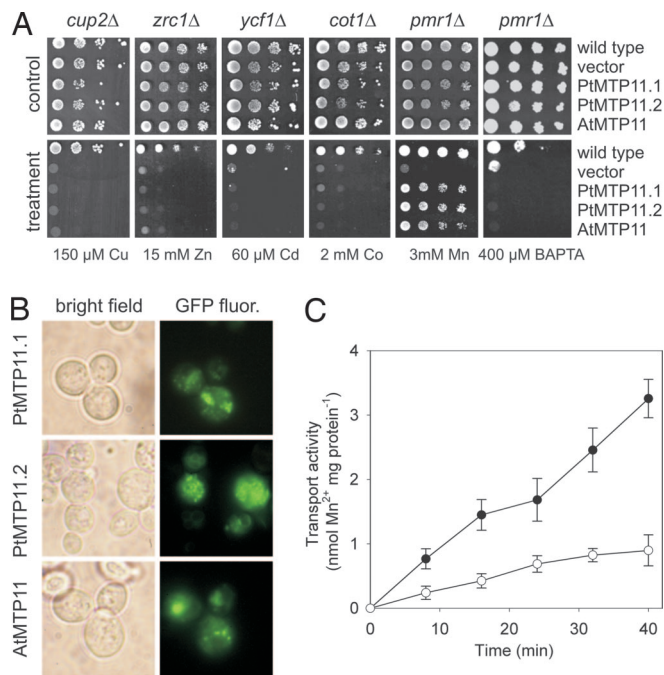 A
cup2Δ zrc1Δ ycf1Δ cot1Δ pmr1Δ pmr1Δ
control
wild type
vector
PtMTP11.1
PtMTP11.2
AtMTP11
treatment
wild type
vector
PtMTP11.1
PtMTP11.2
AtMTP11
150 µM Cu 15 mM Zn 60 µM Cd 2 mM Co 3mM Mn 400 µM BAPTA
B
bright field GFP fluor.
PtMTP11.1
PtMTP11.2
AtMTP11
C
Transport activity
(nmol Mn²⁺ mg protein⁻¹)
4
3
2
1
0
0 10 20 30 40
Time (min)